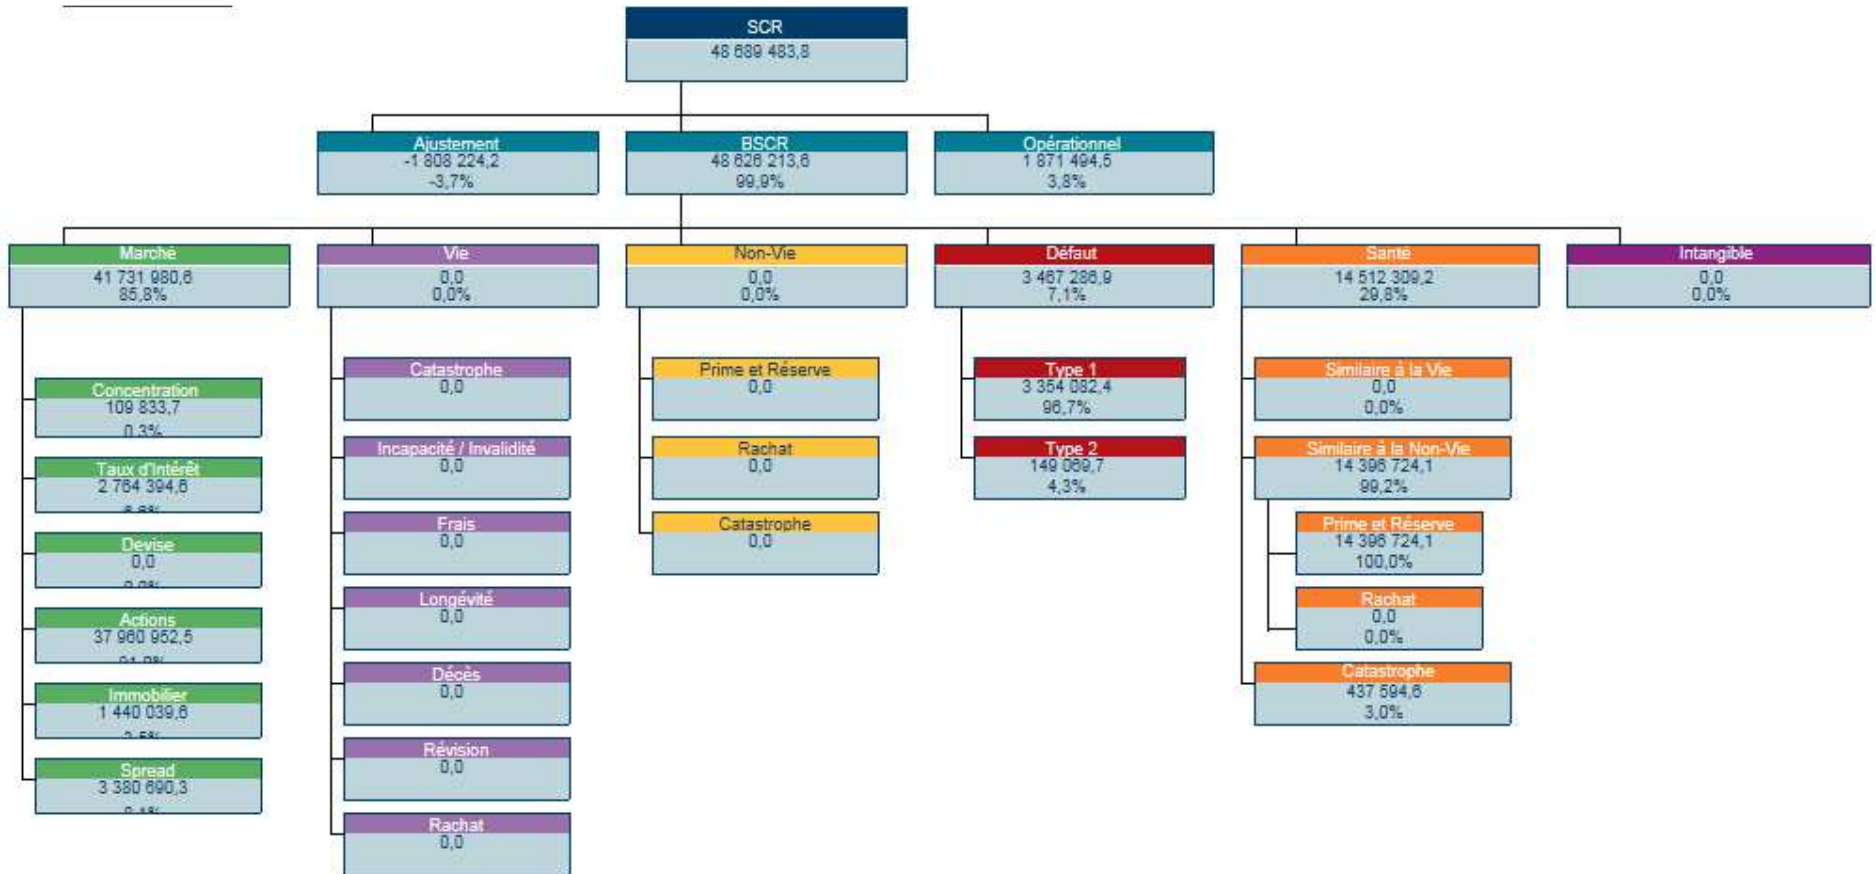 SCR
48 689 483,8
Ajustement
-1 808 224,2
-3,7%
BSCR
48 626 213,6
99,9%
Opérationnel
1 871 494,5
3,8%
Marché
41 731 980,6
85,8%
Vie
0,0
0,0%
Non-Vie
0,0
0,0%
Défaut
3 467 286,9
7,1%
Santé
14 512 309,2
29,8%
Intangible
0,0
0,0%
Concentration
109 833,7
0,3%
Taux d'Intérêt
2 764 394,6
Devise
0,0
0,0%
Actions
37 960 952,5
Immobilier
1 440 039,6
Spread
3 380 690,3
Catastrophe
0,0
Incapacité / Invalidité
0,0
Frais
0,0
Longévité
0,0
Décès
0,0
Révision
0,0
Rachat
0,0
Prime et Réserve
0,0
Rachat
0,0
Catastrophe
0,0
Type 1
3 354 082,4
96,7%
Type 2
149 069,7
4,3%
Similaire à la Vie
0,0
0,0%
Similaire à la Non-Vie
14 396 724,1
99,2%
Prime et Réserve
14 396 724,1
100,0%
Rachat
0,0
0,0%
Catastrophe
437 594,6
3,0%